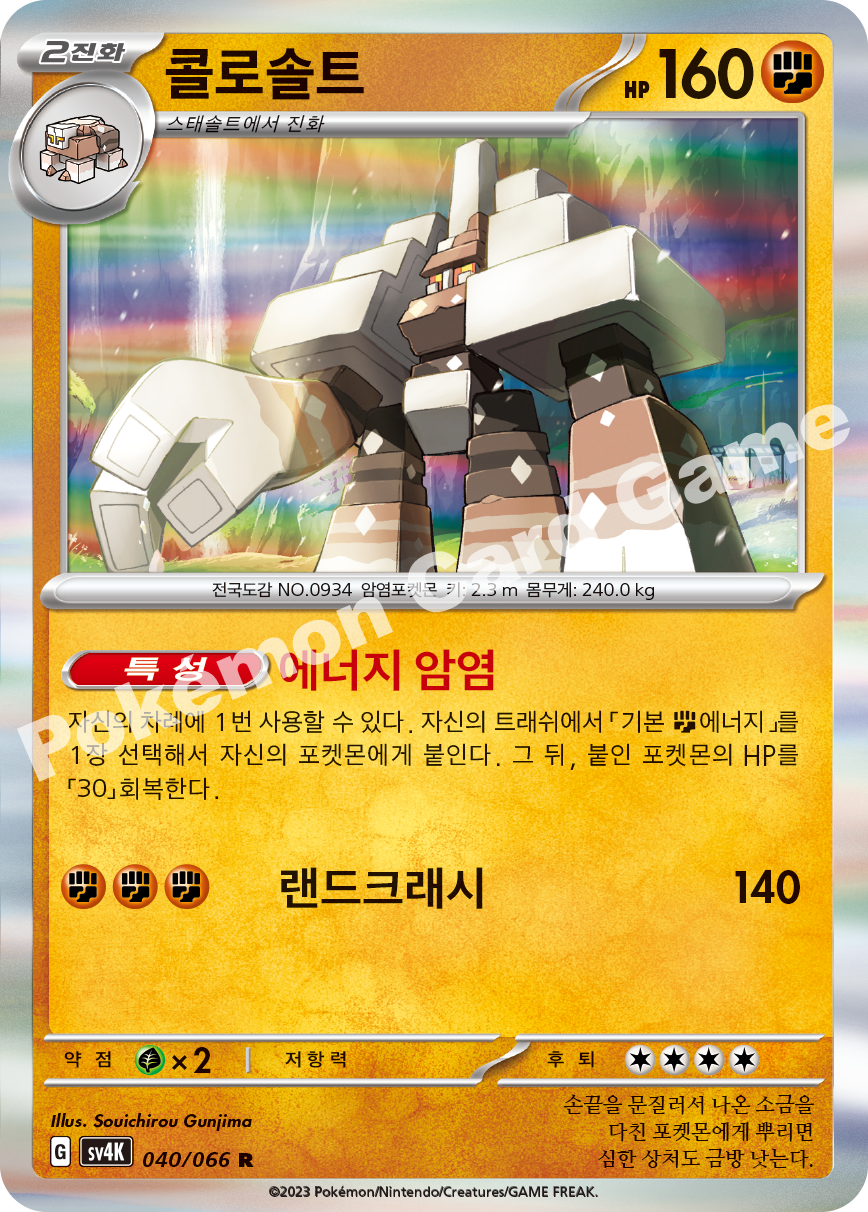 2진화
콜로솔트
HP 160
스태솔트에서 진화
전국도감 NO.0934 암염포켓몬 키: 2.3 m 몸무게: 240.0 kg
특성 에너지 암염
자신의 차례에 1번 사용할 수 있다. 자신의 트래쉬에서 「기본 에너지」를
1장 선택해서 자신의 포켓몬에게 붙인다. 그 뒤, 붙인 포켓몬의 HP를
「30」회복한다.
랜드크래시 140
약점 ×2 저항력 후퇴
Illus. Souichirou Gunjima
손끝을 문질러서 나온 소금을
다친 포켓몬에게 뿌리면
심한 상처도 금방 낫는다.
G sv4K 040/066 R
©2023 Pokémon/Nintendo/Creatures/GAME FREAK.
Pokémon Card Game